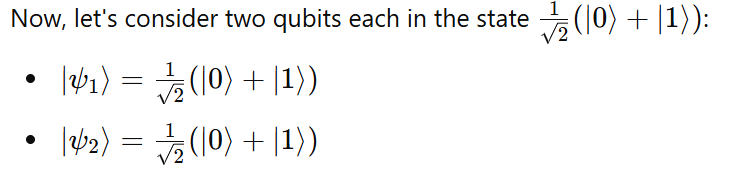 Now, let's consider two qubits each in the state $\frac{1}{\sqrt{2}}(|0\rangle + |1\rangle)$:
• $|\psi_1\rangle = \frac{1}{\sqrt{2}}(|0\rangle + |1\rangle)$
• $|\psi_2\rangle = \frac{1}{\sqrt{2}}(|0\rangle + |1\rangle)$